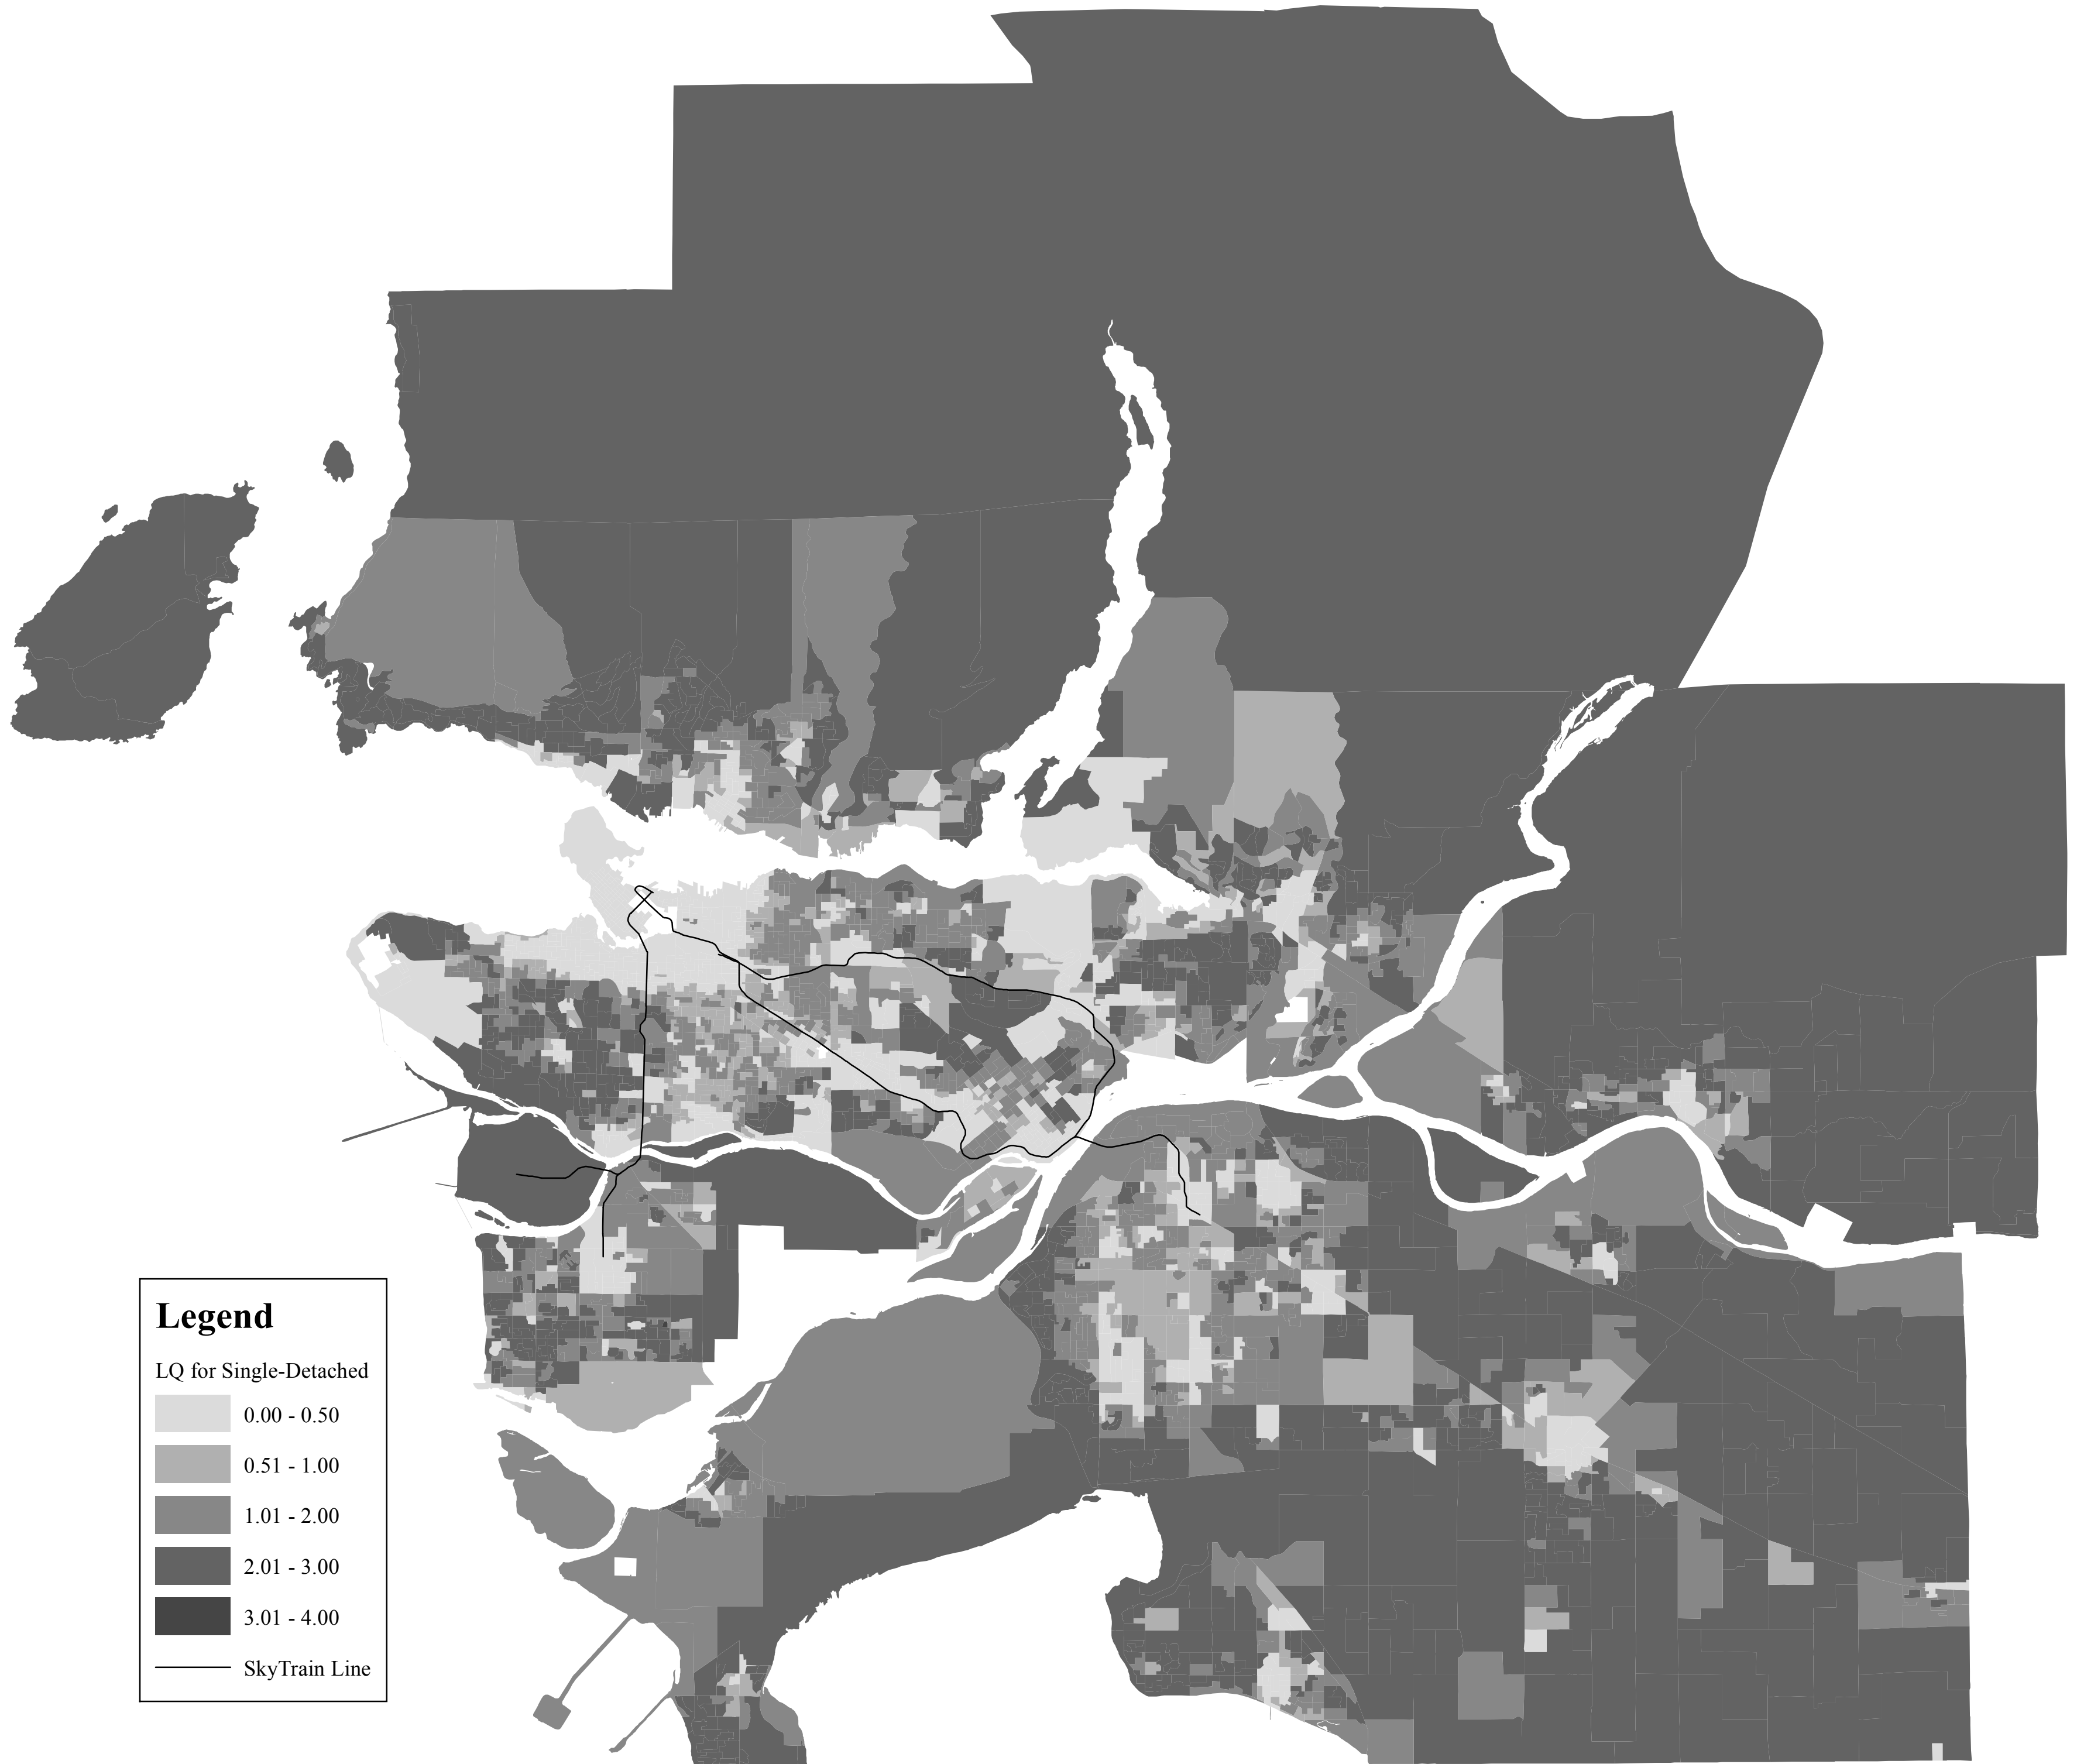 Legend
LQ for Single-Detached
0.00 - 0.50
0.51 - 1.00
1.01 - 2.00
2.01 - 3.00
3.01 - 4.00
SkyTrain Line